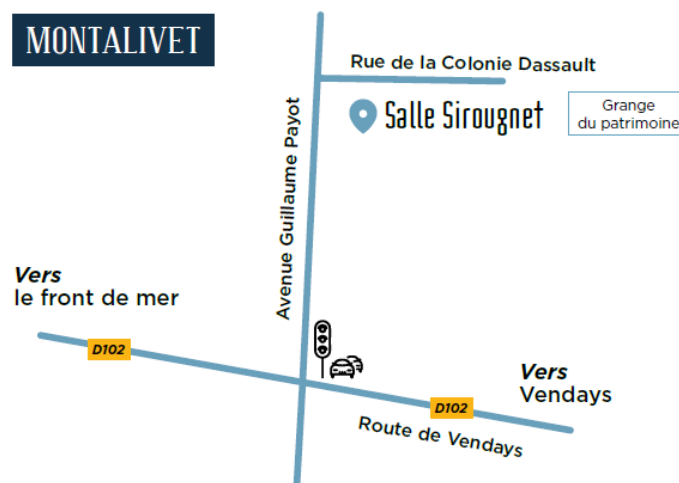 MONTALIVET
Rue de la Colonie Dassault
Salle Sirougnet
Grange
du patrimoine
Avenue Guillaume Payot
Vers
le front de mer
D102
Vers
Vendays
D102
Route de Vendays